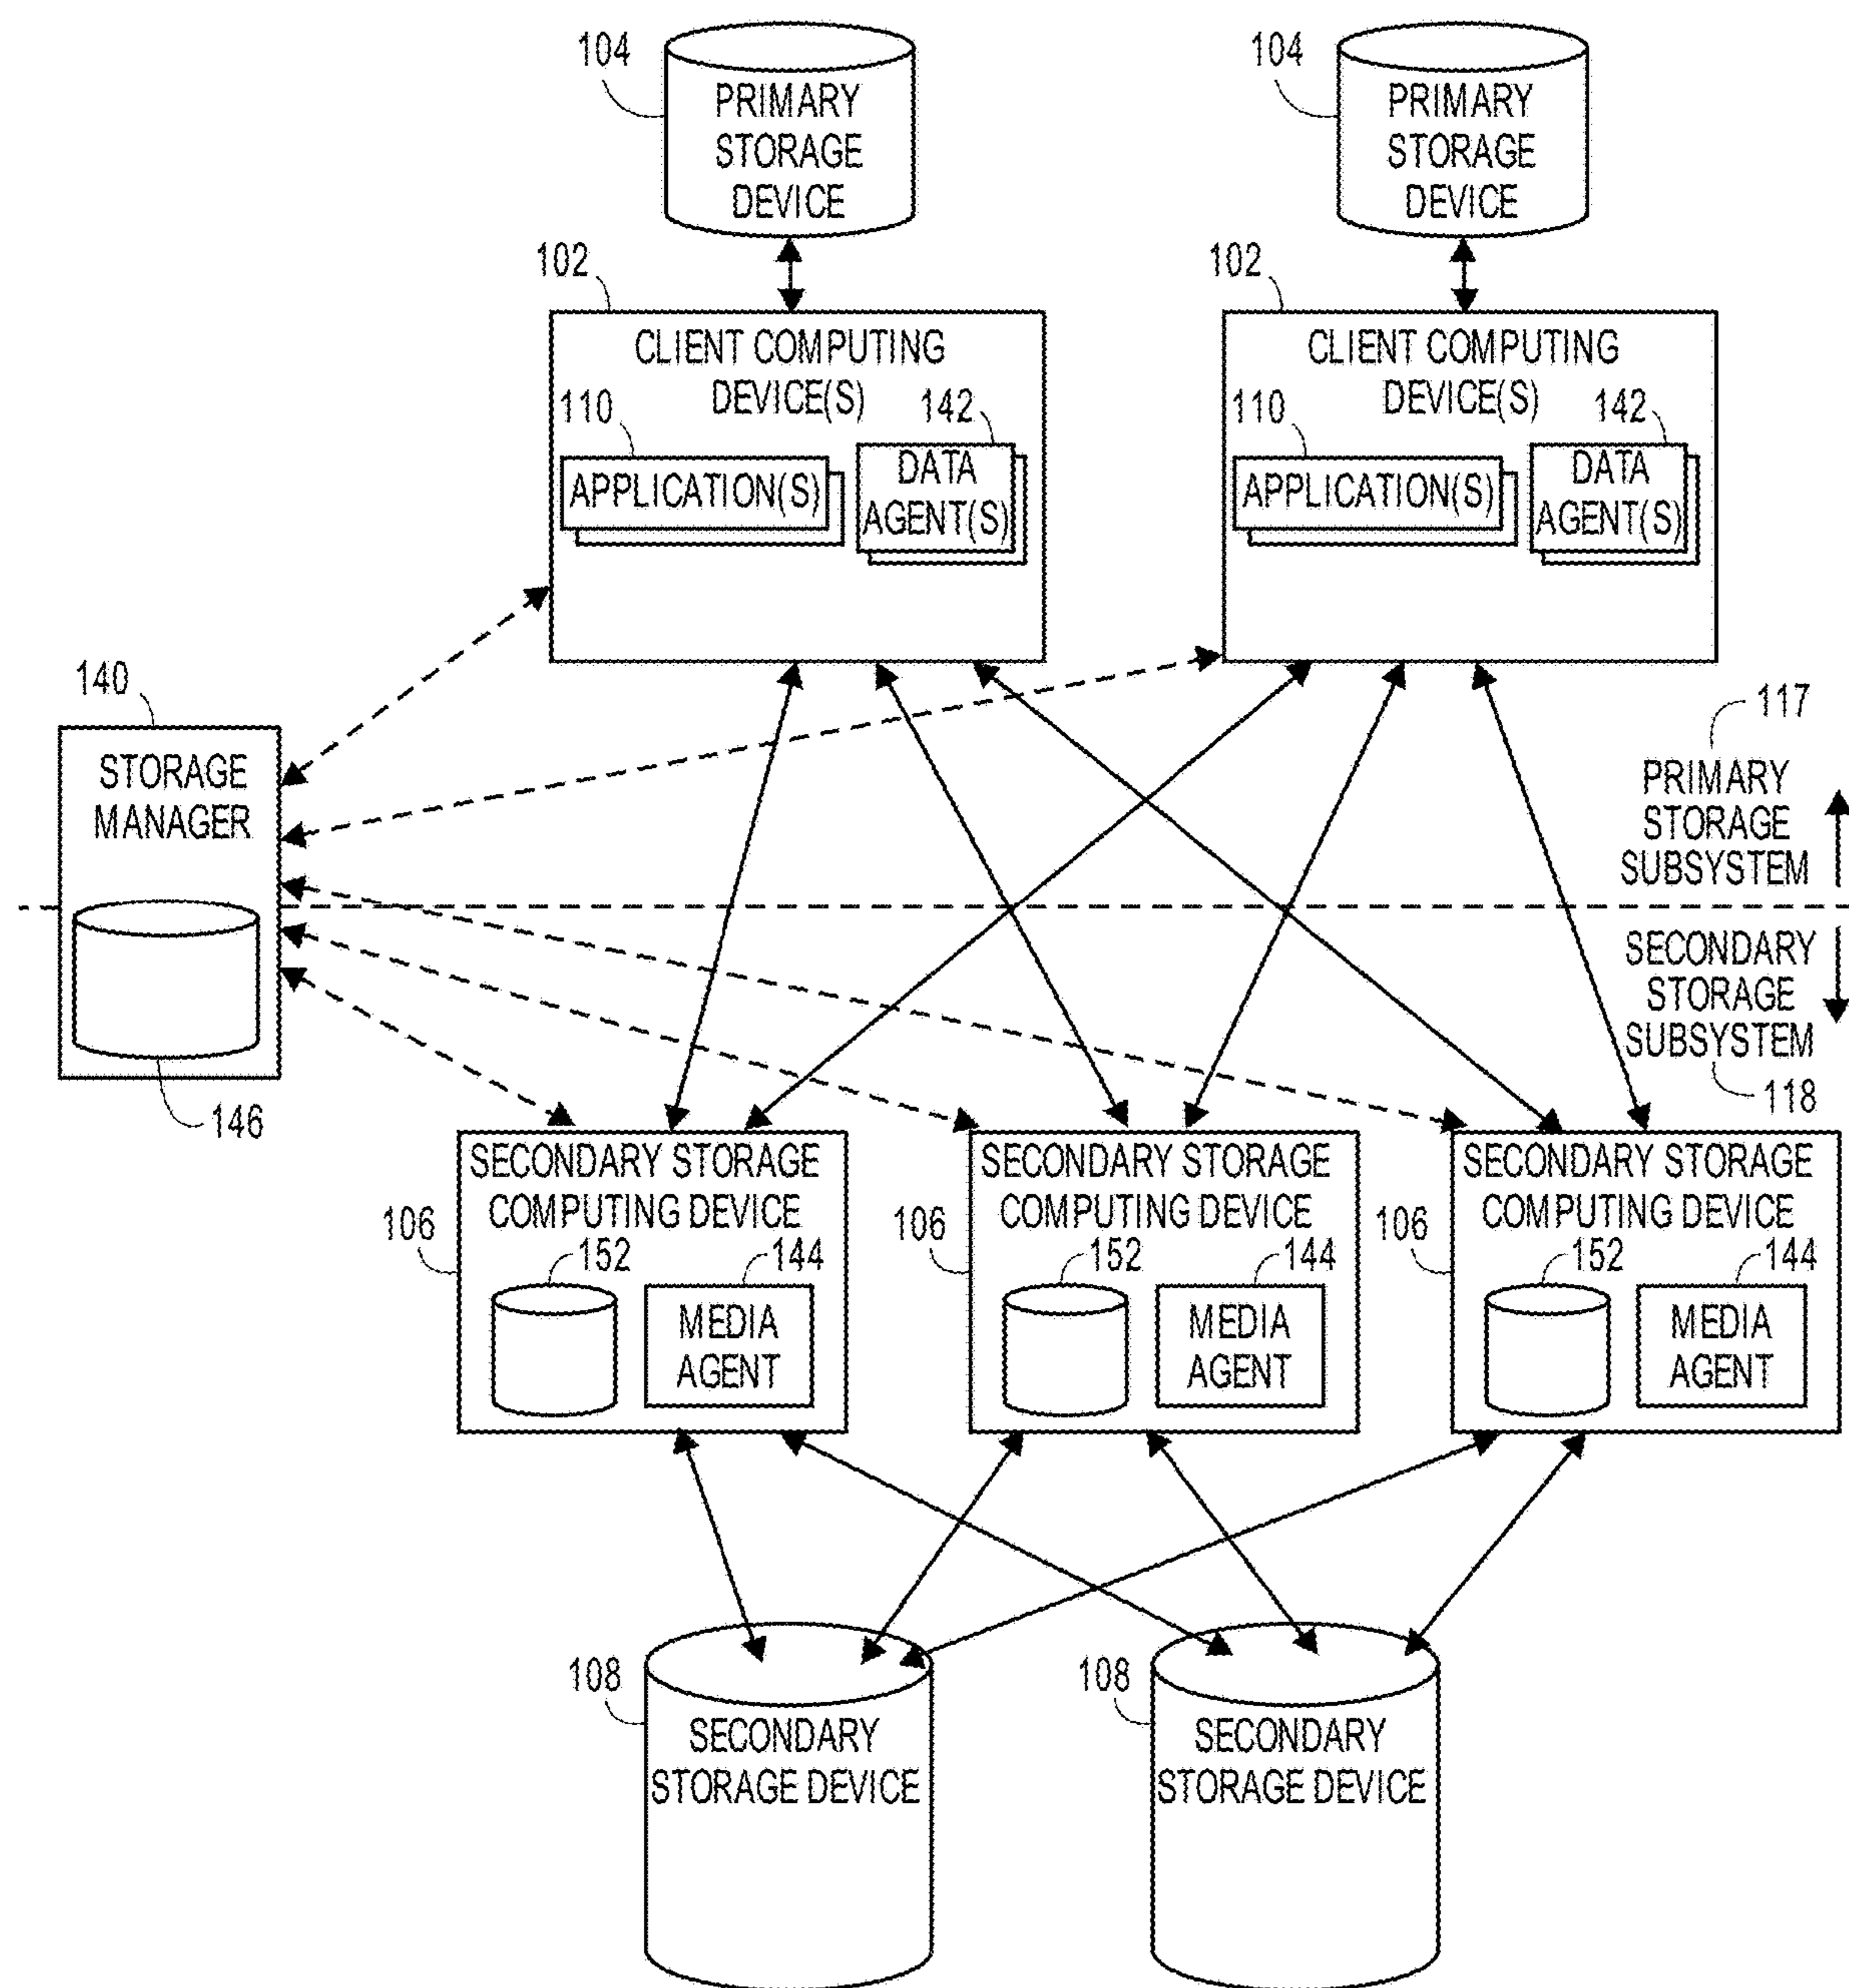 104
PRIMARY
STORAGE
DEVICE
104
PRIMARY
STORAGE
DEVICE
102
CLIENT COMPUTING
DEVICE(S)
110
142
APPLICATION(S)
DATA
AGENT(S)
102
CLIENT COMPUTING
DEVICE(S)
110
142
APPLICATION(S)
DATA
AGENT(S)
140
STORAGE
MANAGER
146
117
PRIMARY
STORAGE
SUBSYSTEM
SECONDARY
STORAGE
SUBSYSTEM
118
106
SECONDARY STORAGE
COMPUTING DEVICE
152
144
MEDIA
AGENT
106
SECONDARY STORAGE
COMPUTING DEVICE
152
144
MEDIA
AGENT
106
SECONDARY STORAGE
COMPUTING DEVICE
152
144
MEDIA
AGENT
108
SECONDARY
STORAGE DEVICE
108
SECONDARY
STORAGE DEVICE